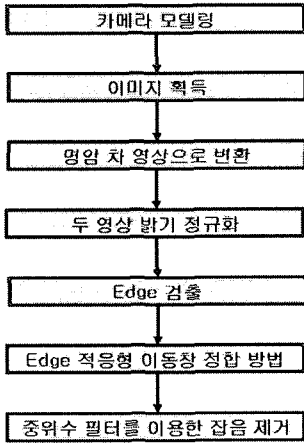 카메라 모델링
이미지 획득
명암 차 영상으로 변환
두 영상 밝기 정규화
Edge 검출
Edge 적응형 이동창 정합 방법
중위수 필터를 이용한 잡음 제거